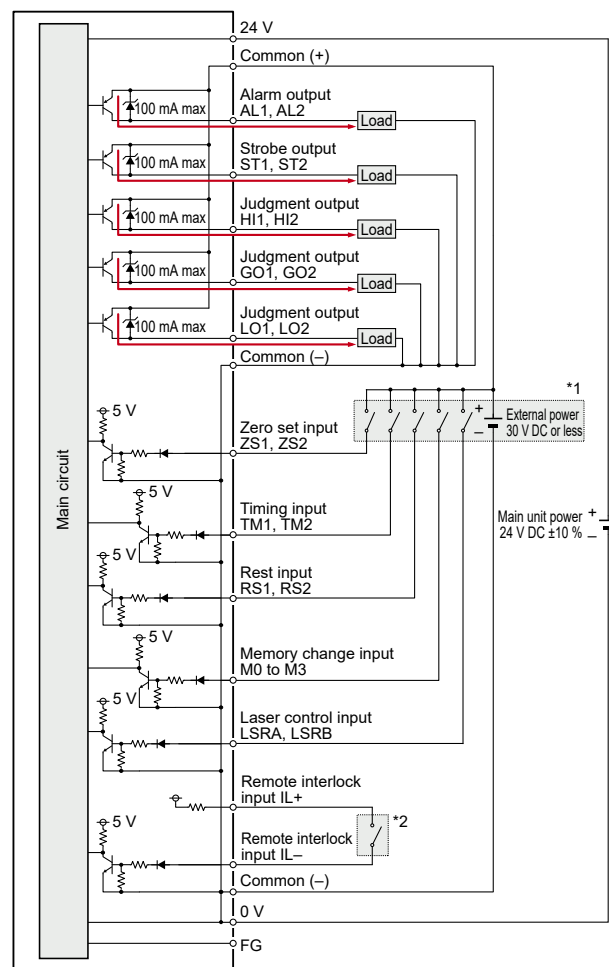 24 V
Common (+)
Alarm output
AL1, AL2
100 mA max
Load
Strobe output
ST1, ST2
100 mA max
Load
Judgment output
HI1, HI2
100 mA max
Load
Judgment output
GO1, GO2
100 mA max
Load
Judgment output
LO1, LO2
100 mA max
Load
Common (–)
*1
5 V
Zero set input
ZS1, ZS2
+
–
External power
30 V DC or less
Main circuit
5 V
Timing input
TM1, TM2
Main unit power
24 V DC ±10 %
+
–
5 V
Rest input
RS1, RS2
5 V
Memory change input
M0 to M3
5 V
Laser control input
LSRA, LSRB
Remote interlock
input IL+
*2
5 V
Remote interlock
input IL–
Common (–)
0 V
FG